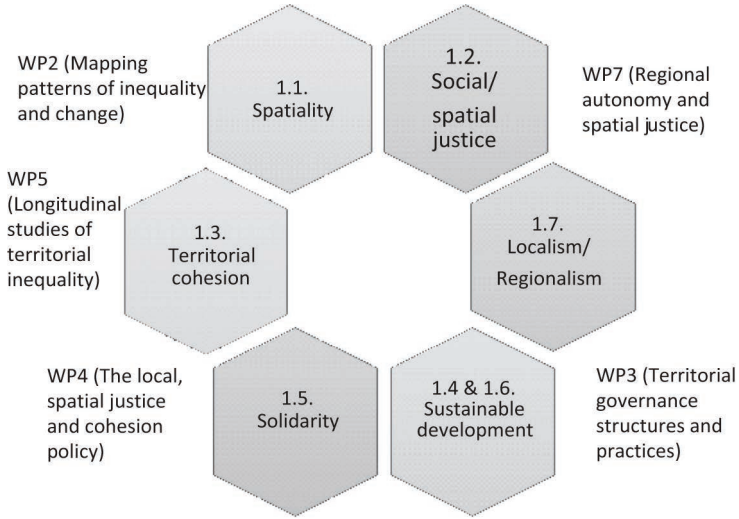 WP2 (Mapping
patterns of inequality
and change)
1.1.
Spatiality
1.2.
Social/
spatial
justice
WP7 (Regional
autonomy and
spatial justice)
WP5
(Longitudinal
studies of
territorial
inequality)
1.3.
Territorial
cohesion
1.7.
Localism/
Regionalism
WP4 (The local,
spatial justice
and cohesion
policy)
1.5.
Solidarity
1.4 & 1.6.
Sustainable
development
WP3 (Territorial
governance
structures and
practices)